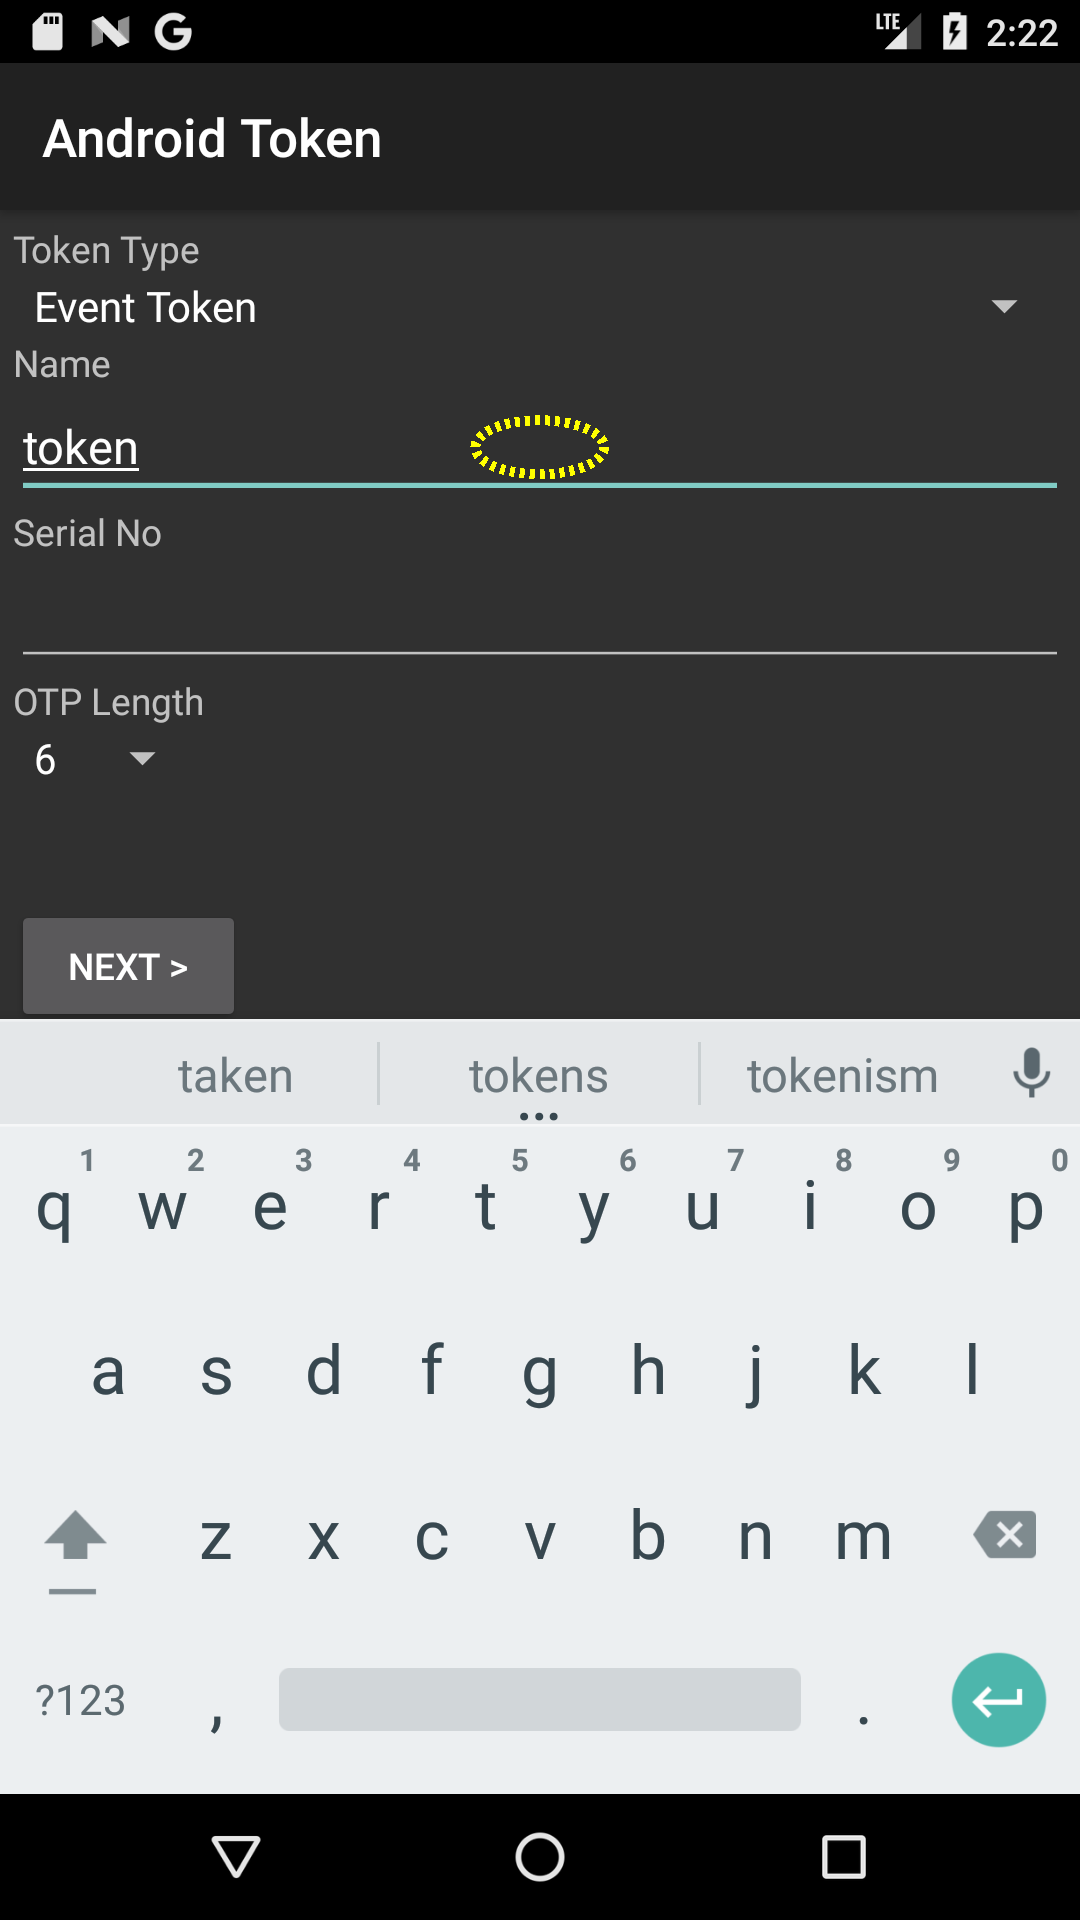 LTE 2:22
Android Token
Token Type
Event Token
Name
token
Serial No
OTP Length
6
NEXT >
taken tokens tokenism
1 2 3 4 5 6 7 8 9 0
q w e r t y u i o p
a s d f g h j k l
z x c v b n m
?123 , .